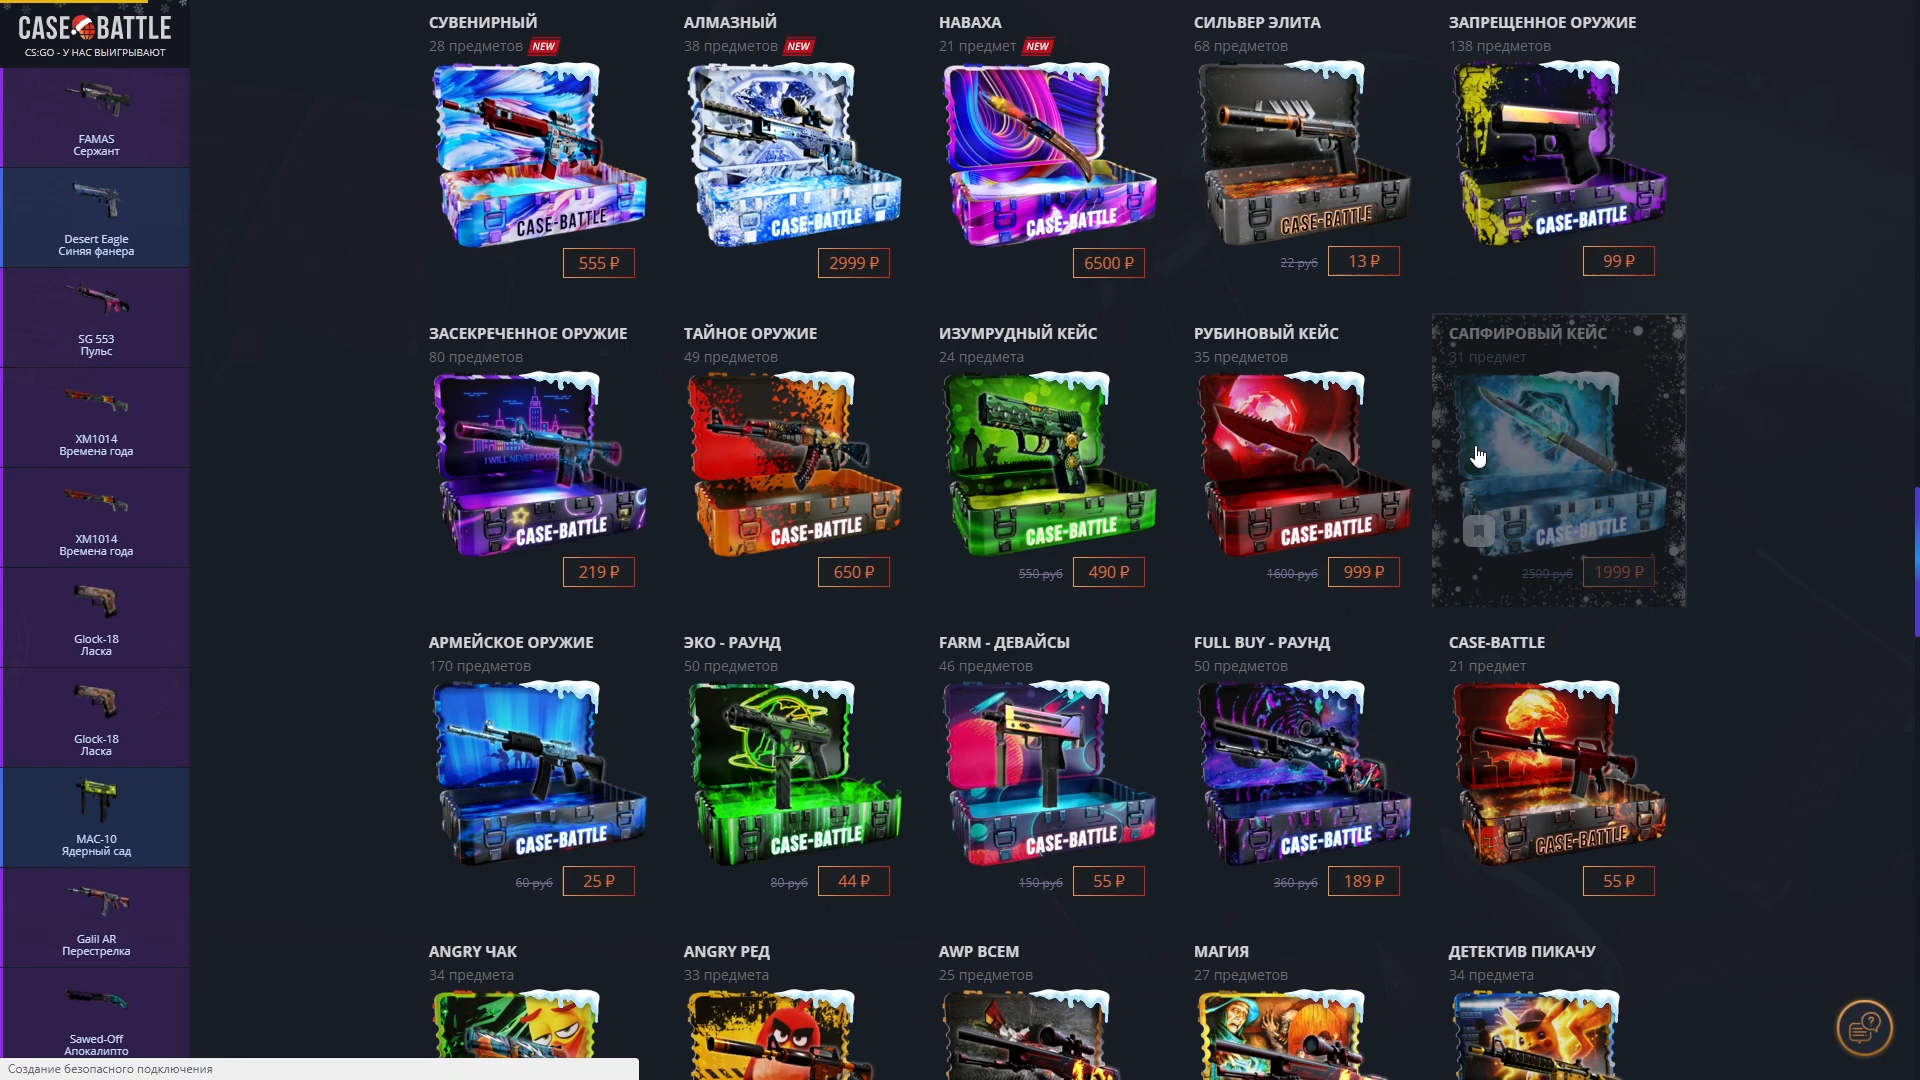 CASE BATTLE
CS:GO - У НАС ВЫИГРЫВАЮТ
FAMAS
Сержант
Desert Eagle
Синяя фанера
SG 553
Пульс
XM1014
Времена года
XM1014
Времена года
Glock-18
Ласка
Glock-18
Ласка
MAC-10
Ядерный сад
Galil AR
Перестрелка
Sawed-Off
Апокалипто
СУВЕНИРНЫЙ
28 предметов NEW
CASE-BATTLE
555 ₽
АЛМАЗНЫЙ
38 предметов NEW
CASE-BATTLE
2999 ₽
НАВАХА
21 предмет NEW
CASE-BATTLE
6500 ₽
СИЛЬВЕР ЭЛИТА
68 предметов
CASE-BATTLE
22 руб 13 ₽
ЗАПРЕЩЕННОЕ ОРУЖИЕ
138 предметов
CASE-BATTLE
99 ₽
ЗАСЕКРЕЧЕННОЕ ОРУЖИЕ
80 предметов
I WILL NEVER LOOSE
CASE-BATTLE
219 ₽
ТАЙНОЕ ОРУЖИЕ
49 предметов
CASE-BATTLE
650 ₽
ИЗУМРУДНЫЙ КЕЙС
24 предмета
CASE-BATTLE
550 руб 490 ₽
РУБИНОВЫЙ КЕЙС
35 предметов
CASE-BATTLE
1600 руб 999 ₽
САПФИРОВЫЙ КЕЙС
31 предмет
CASE-BATTLE
2500 руб 1999 ₽
АРМЕЙСКОЕ ОРУЖИЕ
170 предметов
CASE-BATTLE
60 руб 25 ₽
ЭКО - РАУНД
50 предметов
CASE-BATTLE
80 руб 44 ₽
FARM - ДЕВАЙСЫ
46 предметов
CASE-BATTLE
150 руб 55 ₽
FULL BUY - РАУНД
50 предметов
CASE-BATTLE
360 руб 189 ₽
CASE-BATTLE
21 предмет
CASE-BATTLE
55 ₽
ANGRY ЧАК
34 предмета
ANGRY РЕД
33 предмета
AWP ВСЕМ
25 предметов
МАГИЯ
27 предметов
ДЕТЕКТИВ ПИКАЧУ
34 предмета
Создание безопасного подключения